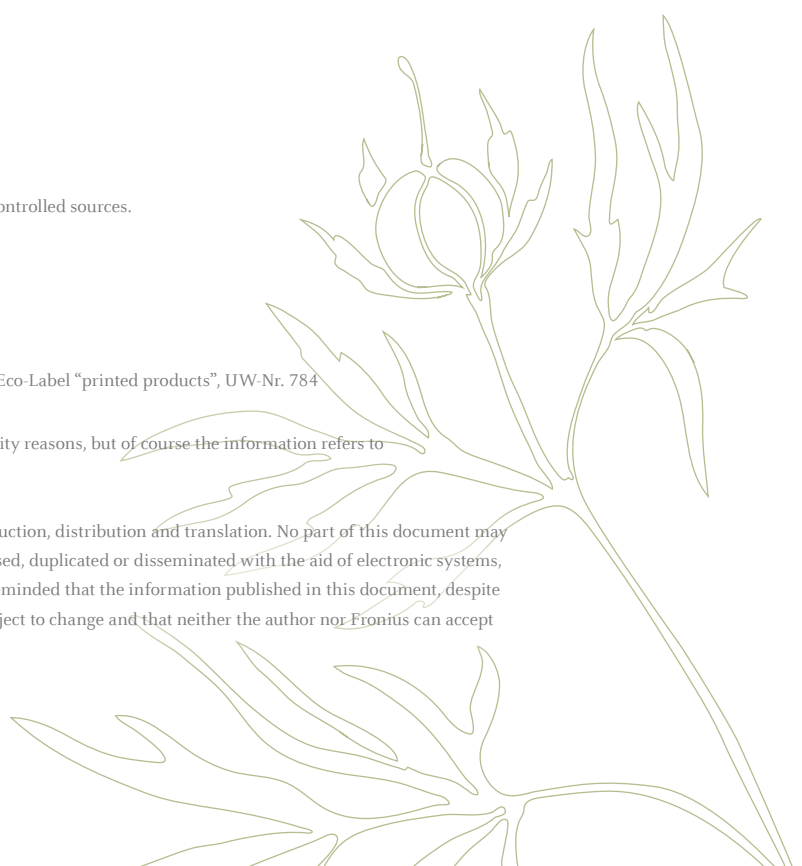 ontrolled sources.
Eco-Label “printed products”, UW-Nr. 784
ity reasons, but of course the information refers to
uction, distribution and translation. No part of this document may
sed, duplicated or disseminated with the aid of electronic systems,
eminded that the information published in this document, despite
ject to change and that neither the author nor Fronius can accept